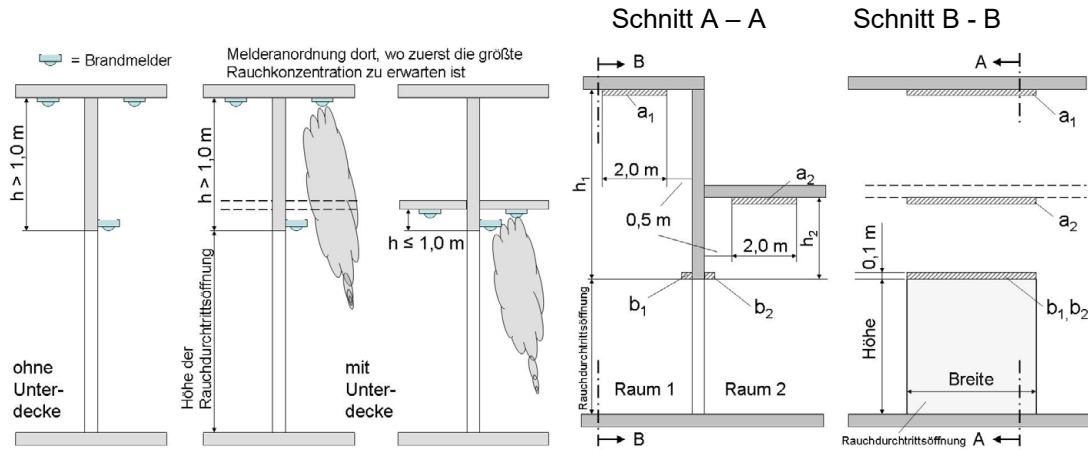 = Brandmelder
Melderanordnung dort, wo zuerst die größte
Rauchkonzentration zu erwarten ist
h > 1,0 m
ohne
Unter-
decke
h > 1,0 m
Höhe der
Rauchdurchtrittsöffnung
h ≤ 1,0 m
mit
Unter-
decke
Schnitt A – A
B
a1
h1
2,0 m
a2
0,5 m
2,0 m
h2
b1
b2
Rauchdurchtrittsöffnung
Raum 1
Raum 2
B
Schnitt B - B
A
a1
a2
0,1 m
b1,b2
Höhe
Breite
Rauchdurchtrittsöffnung
A